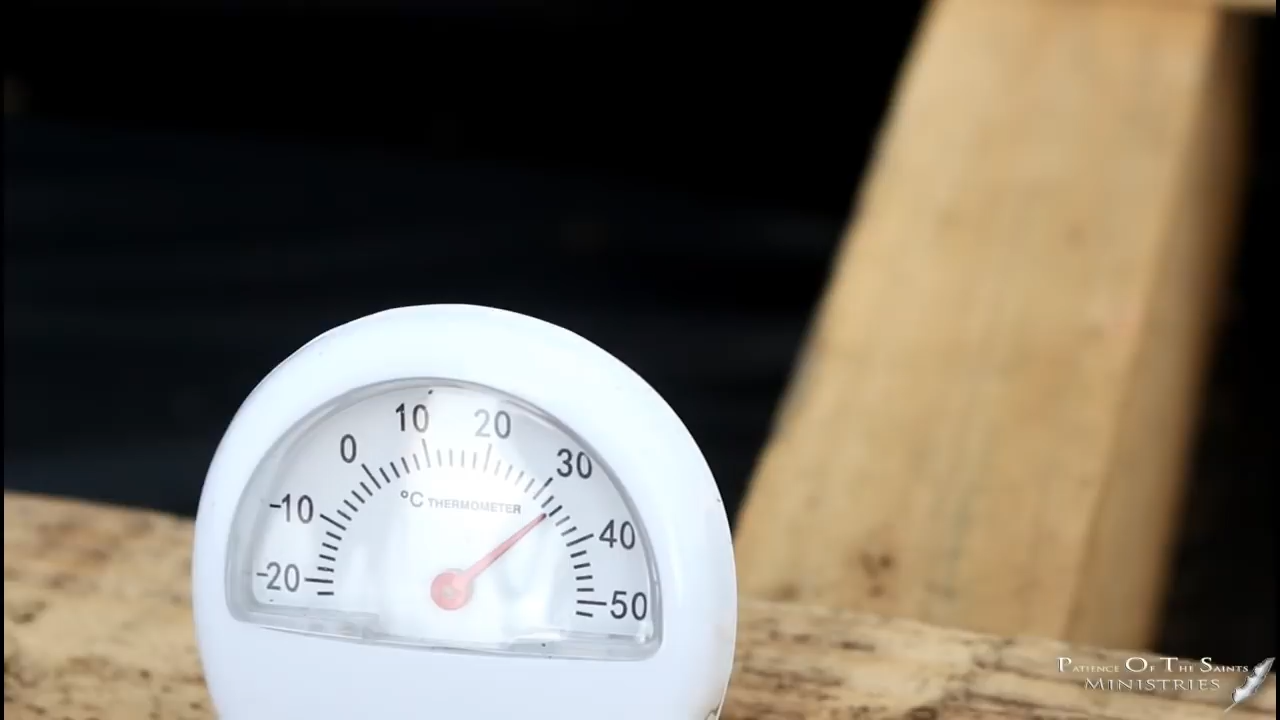 10 20
0 30
-10 40
-20 50
°C THERMOMETER
Patience Of The Saints
Ministries